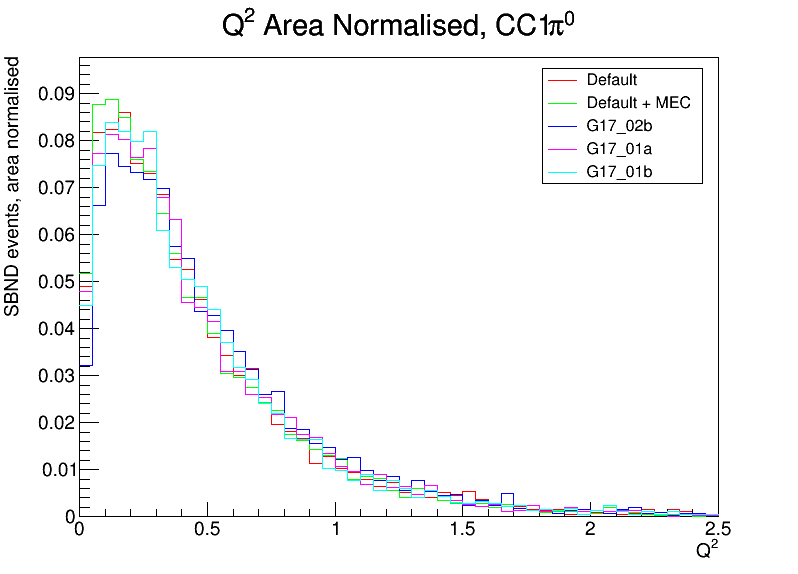 Q² Area Normalised, CC1π⁰
SBND events, area normalised
Default
Default + MEC
G17_02b
G17_01a
G17_01b
0.09
0.08
0.07
0.06
0.05
0.04
0.03
0.02
0.01
0
0 0.5 1 1.5 2 2.5
Q²